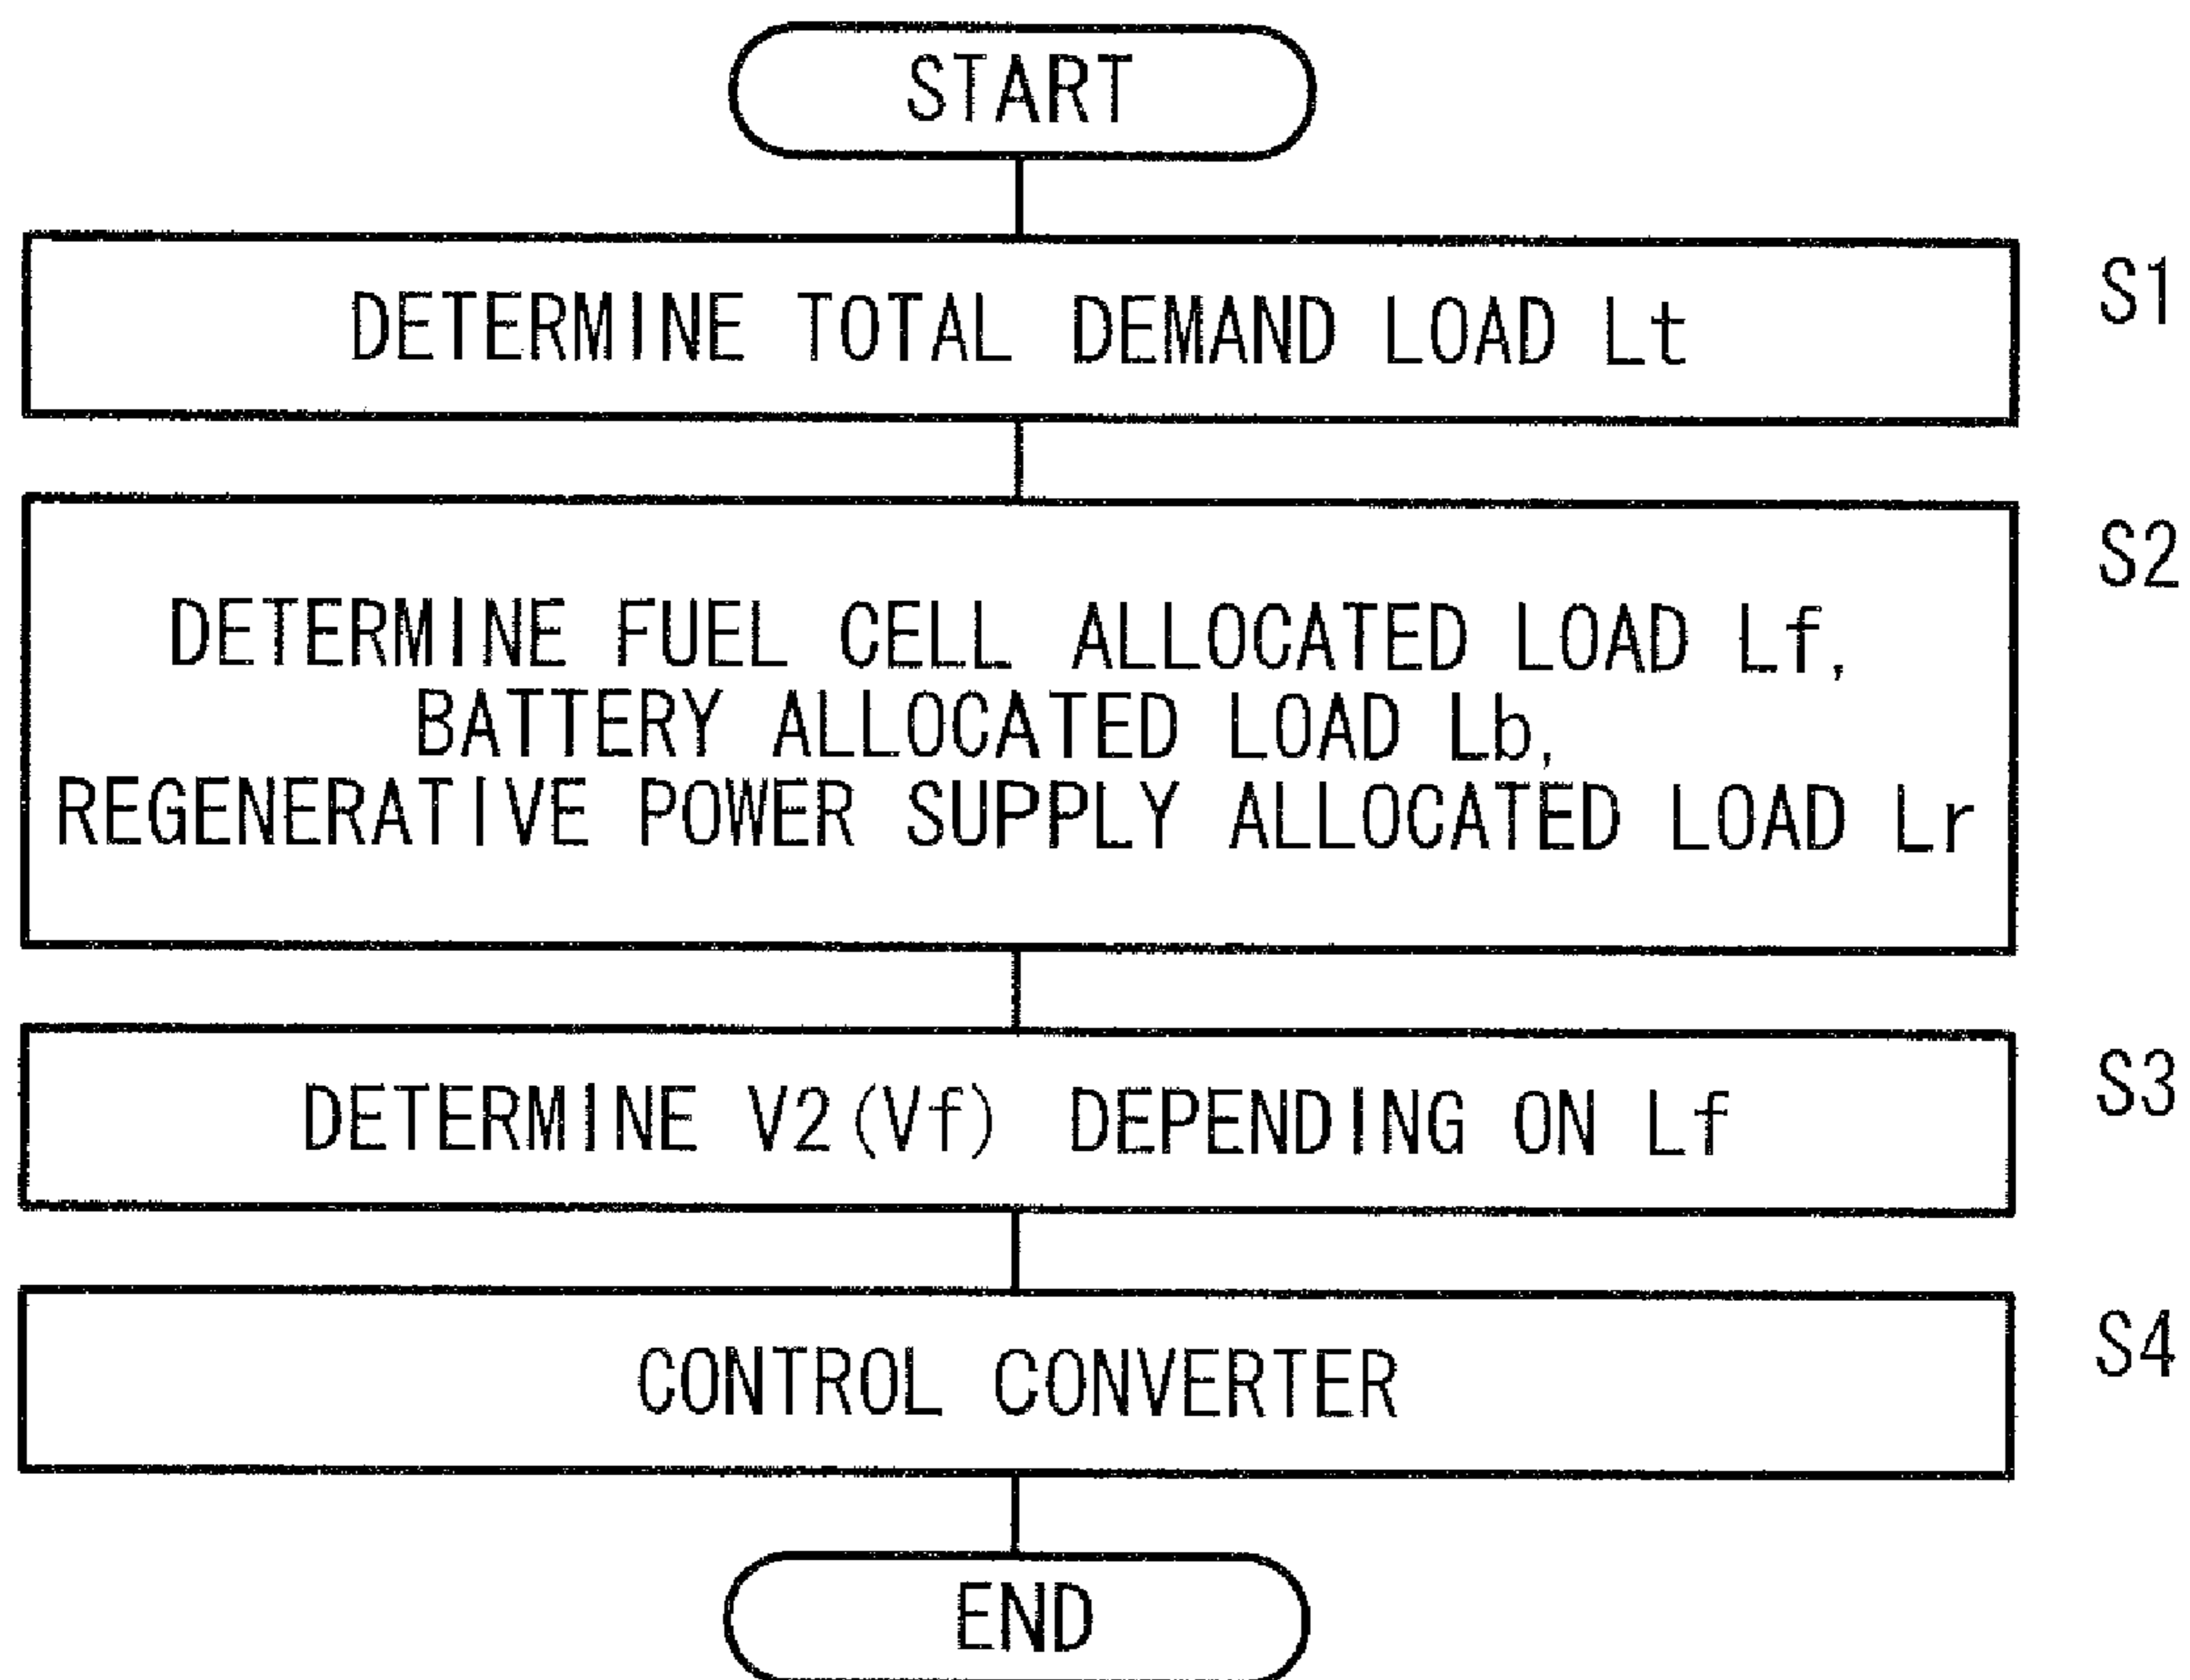 START
DETERMINE TOTAL DEMAND LOAD Lt
S1
S2
DETERMINE FUEL CELL ALLOCATED LOAD Lf,
BATTERY ALLOCATED LOAD Lb,
REGENERATIVE POWER SUPPLY ALLOCATED LOAD Lr
DETERMINE V2(Vf) DEPENDING ON Lf
S3
CONTROL CONVERTER
S4
END